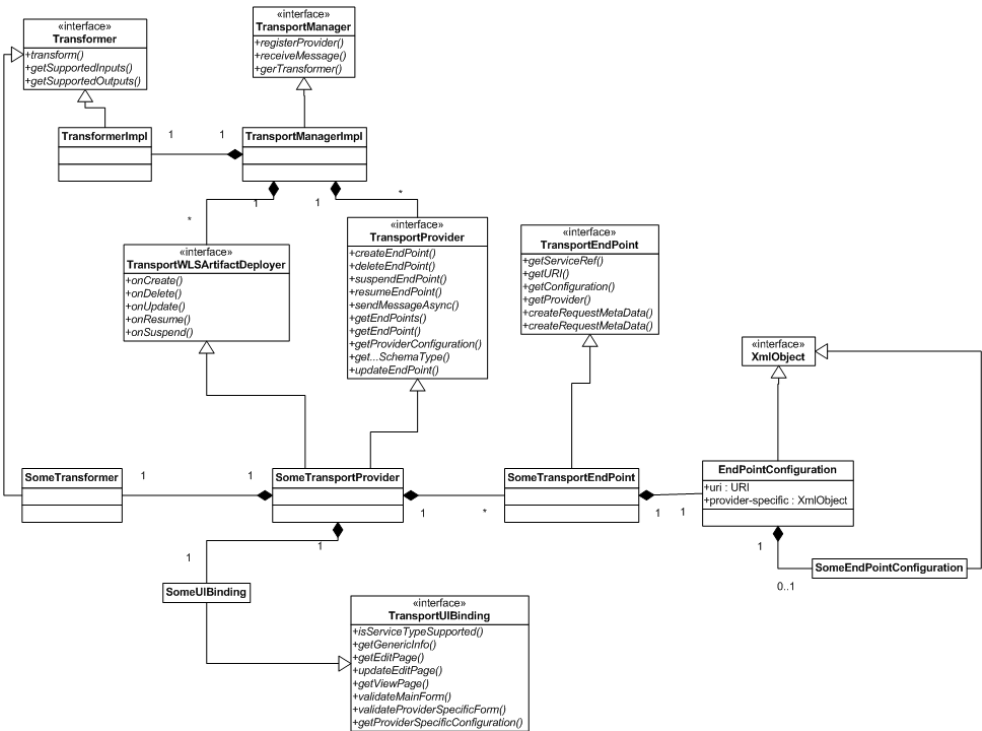 «interface»
Transformer
+transform()
+getSupportedInputs()
+getSupportedOutputs()
«interface»
TransportManager
+registerProvider()
+receiveMessage()
+gerTransformer()
TransformerImpl
1
1
TransportManagerImpl
1
1
*
*
«interface»
TransportWLSArtifactDeployer
+onCreate()
+onDelete()
+onUpdate()
+onResume()
+onSuspend()
«interface»
TransportProvider
+createEndPoint()
+deleteEndPoint()
+suspendEndPoint()
+resumeEndPoint()
+sendMessageAsync()
+getEndPoints()
+getEndPoint()
+getProviderConfiguration()
+get...SchemaType()
+updateEndPoint()
«interface»
TransportEndPoint
+getServiceRef()
+getURI()
+getConfiguration()
+getProvider()
+createRequestMetaData()
+createRequestMetaData()
«interface»
XmlObject
SomeTransformer
1
1
SomeTransportProvider
1
*
SomeTransportEndPoint
1
1
EndPointConfiguration
+uri : URI
+provider-specific : XmlObject
1
0..1
SomeEndPointConfiguration
1
1
SomeUIBinding
«interface»
TransportUIBinding
+isServiceTypeSupported()
+getGenericInfo()
+getEditPage()
+updateEditPage()
+getViewPage()
+validateMainForm()
+validateProviderSpecificForm()
+getProviderSpecificConfiguration()